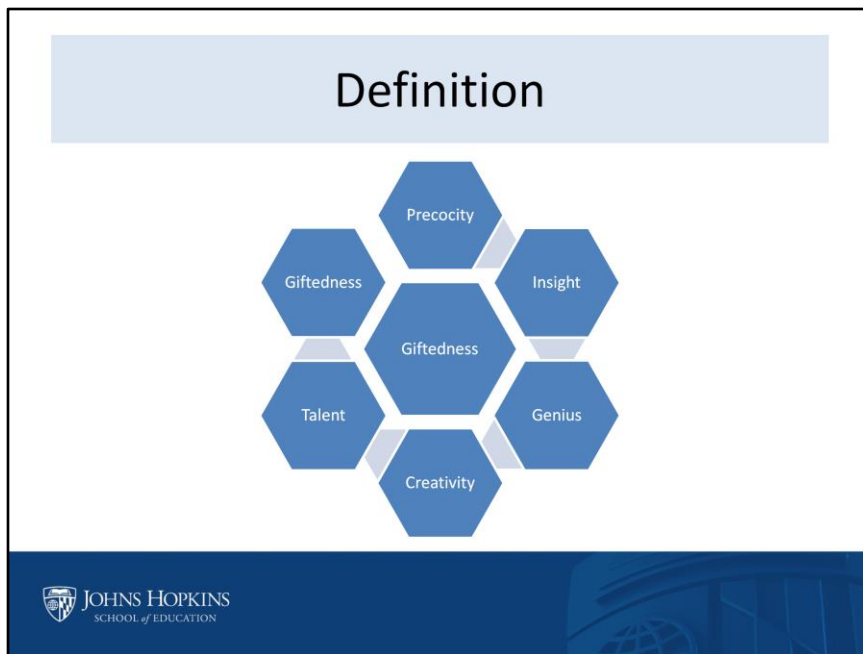 Definition
Precocity
Giftedness
Insight
Giftedness
Talent
Genius
Creativity
JOHNS HOPKINS
SCHOOL of EDUCATION